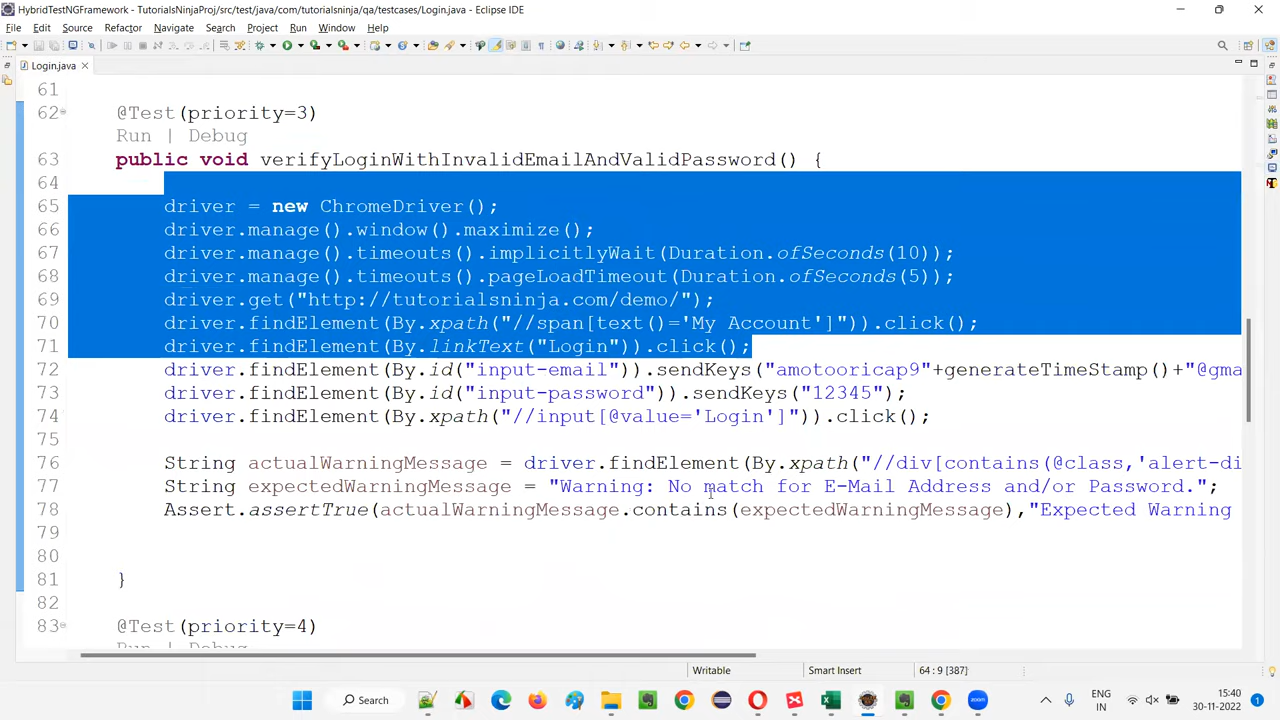 HybridTestNGFramework - TutorialsNinjaProj/src/test/java/com/tutorialsninja/qa/testcases/Login.java - Eclipse IDE
File Edit Source Refactor Navigate Search Project Run Window Help
Login.java
61
62 @Test(priority=3)
Run | Debug
63 public void verifyLoginWithInvalidEmailAndValidPassword() {
64
65 driver = new ChromeDriver();
66 driver.manage().window().maximize();
67 driver.manage().timeouts().implicitlyWait(Duration.ofSeconds(10));
68 driver.manage().timeouts().pageLoadTimeout(Duration.ofSeconds(5));
69 driver.get("http://tutorialsninja.com/demo/");
70 driver.findElement(By.xpath("//span[text()='My Account']")).click();
71 driver.findElement(By.linkText("Login")).click();
72 driver.findElement(By.id("input-email")).sendKeys("amotooricap9"+generateTimeStamp()+"@gma
73 driver.findElement(By.id("input-password")).sendKeys("12345");
74 driver.findElement(By.xpath("//input[@value='Login']")).click();
75
76 String actualWarningMessage = driver.findElement(By.xpath("//div[contains(@class,'alert-di
77 String expectedWarningMessage = "Warning: No match for E-Mail Address and/or Password.";
78 Assert.assertTrue(actualWarningMessage.contains(expectedWarningMessage),"Expected Warning
79
80
81 }
82
83 @Test(priority=4)
Run | Debug
Writable Smart Insert 64 : 9 [387]
Search
ENG
IN
15:40
30-11-2022